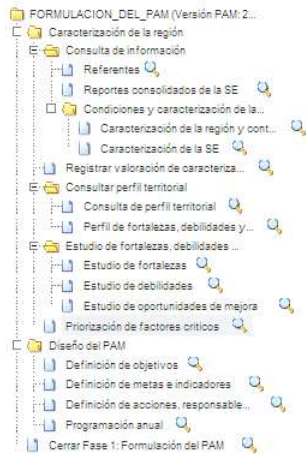 FORMULACION_DEL_PAM (Versión PAM: 2...
Caracterización de la región
Consulta de información
Referentes
Reportes consolidados de la SE
Condiciones y caracterización de la...
Caracterización de la región y cont...
Caracterización de la SE
Registrar valoración de caracteriza...
Consultar perfil territorial
Consulta de perfil territorial
Perfil de fortalezas, debilidades y...
Estudio de fortalezas, debilidades ...
Estudio de fortalezas
Estudio de debilidades
Estudio de oportunidades de mejora
Priorización de factores criticos
Diseño del PAM
Definición de objetivos
Definición de metas e indicadores
Definición de acciones, responsable...
Programación anual
Cerrar Fase 1: Formulación del PAM